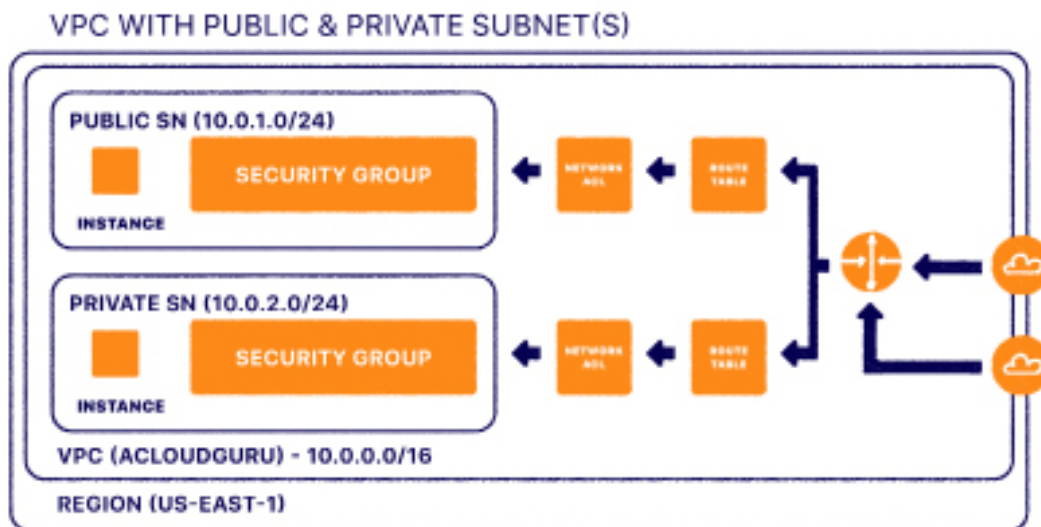 VPC WITH PUBLIC & PRIVATE SUBNET(S)
PUBLIC SN (10.0.1.0/24)
SECURITY GROUP
INSTANCE
NETWORK
ACL
ROUTE
TABLE
PRIVATE SN (10.0.2.0/24)
SECURITY GROUP
INSTANCE
NETWORK
ACL
ROUTE
TABLE
VPC (ACLOUDGURU) - 10.0.0.0/16
REGION (US-EAST-1)